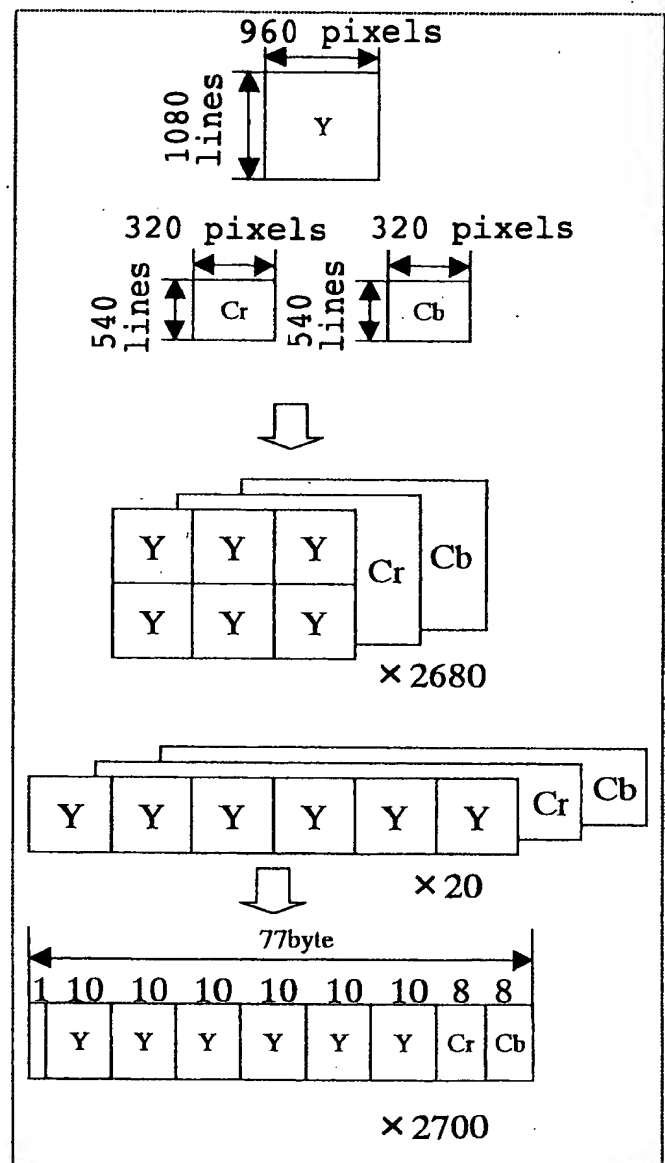 960 pixels
1080 lines
Y
320 pixels 320 pixels
540 lines
Cr
540 lines
Cb
Y Y Y
Cr Cb
Y Y Y
×2680
Y Y Y Y Y Y Cr Cb
×20
77byte
1 10 10 10 10 10 10 8 8
Y Y Y Y Y Y Cr Cb
×2700